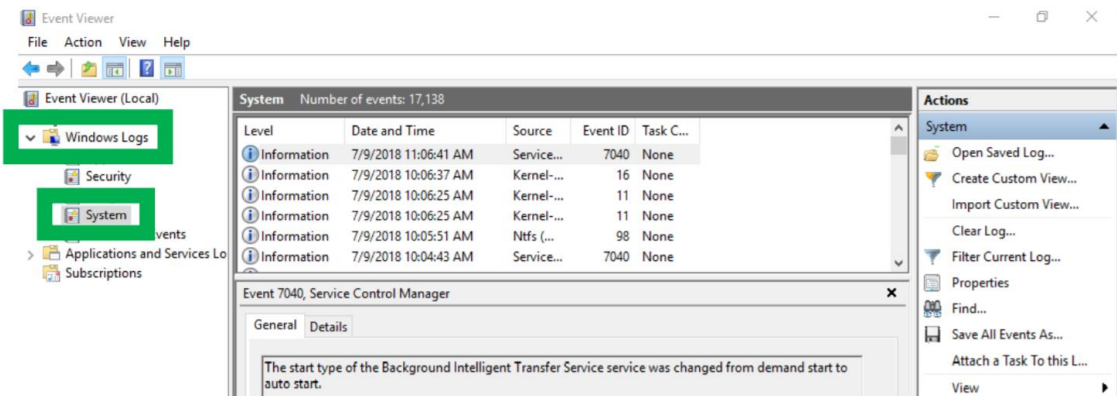 Event Viewer
File Action View Help
Event Viewer (Local)
Windows Logs
Security
System
vents
Applications and Services Lo
Subscriptions
System Number of events: 17,138
Level Date and Time Source Event ID Task C...
Information 7/9/2018 11:06:41 AM Service... 7040 None
Information 7/9/2018 10:06:37 AM Kernel-... 16 None
Information 7/9/2018 10:06:25 AM Kernel-... 11 None
Information 7/9/2018 10:06:25 AM Kernel-... 11 None
Information 7/9/2018 10:05:51 AM Ntfs (... 98 None
Information 7/9/2018 10:04:43 AM Service... 7040 None
Event 7040, Service Control Manager
General Details
The start type of the Background Intelligent Transfer Service service was changed from demand start to
auto start.
Actions
System
Open Saved Log...
Create Custom View...
Import Custom View...
Clear Log...
Filter Current Log...
Properties
Find...
Save All Events As...
Attach a Task To this L...
View